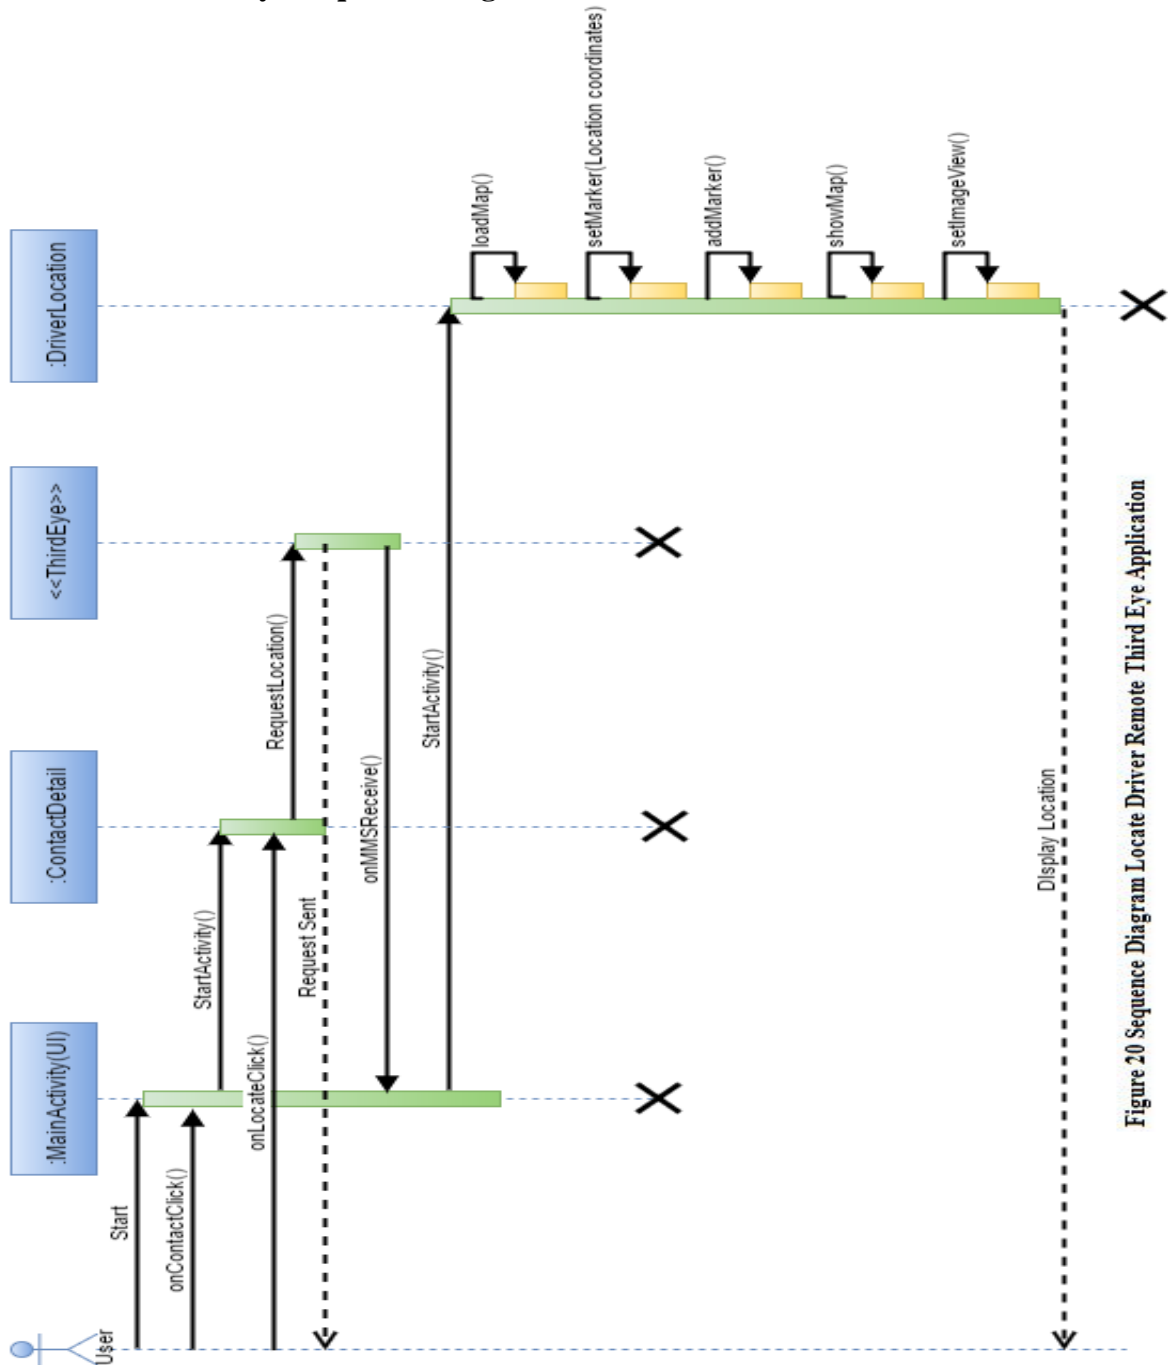 User
:MainActivity(UI)
:ContactDetail
<<ThirdEye>>
:DriverLocation
Start
onContactClick()
StartActivity()
onLocateClick()
RequestLocation()
Request Sent
onMMSReceive()
StartActivity()
loadMap()
setMarker(Location coordinates)
addMarker()
showMap()
setImageView()
DIsplay Location
Figure 20 Sequence Diagram Locate Driver Remote Third Eye Application